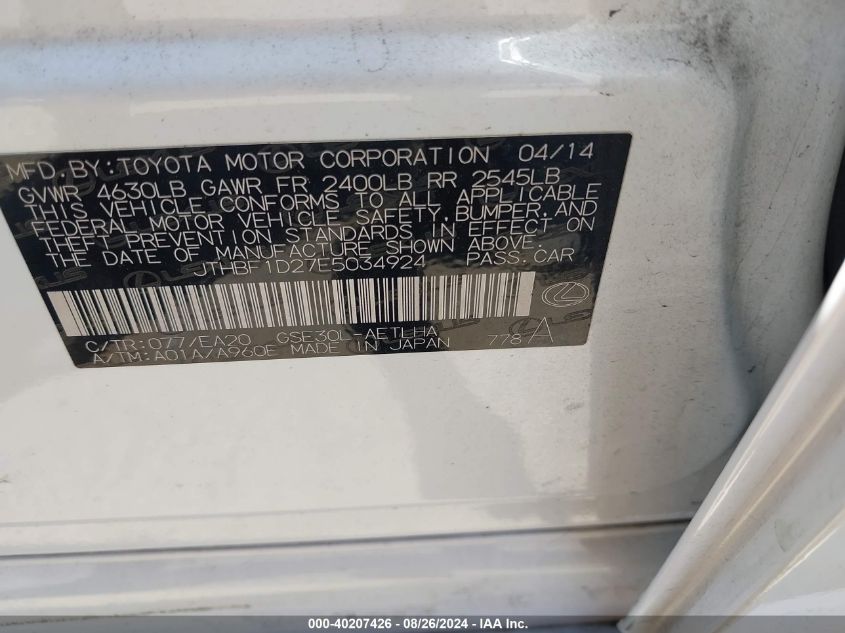 MFD. BY:TOYOTA MOTOR CORPORATION 04/14
GVWR 4630LB GAWR FR 2400LB RR 2545LB
THIS VEHICLE CONFORMS TO ALL APPLICABLE
FEDERAL MOTOR VEHICLE SAFETY,BUMPER,AND
THEFT PREVENTION STANDARDS IN EFFECT ON
THE DATE OF MANUFACTURE SHOWN ABOVE.
JTHBF1D27E5034924 PASS.CAR
C/TR:077/EA20 GSE30L-AETLHA
A/TM:A01A/A960E MADE IN JAPAN 778-A
000-40207426 - 08/26/2024 - IAA Inc.